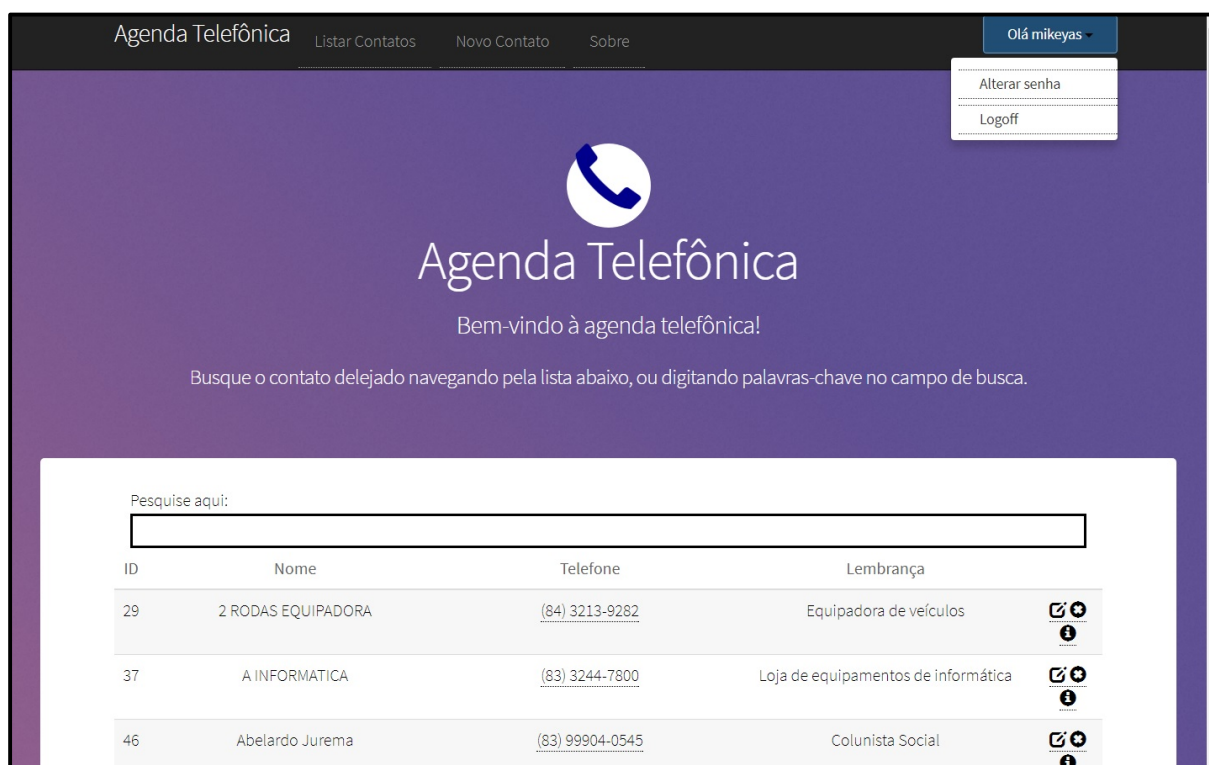 Agenda Telefônica Listar Contatos Novo Contato Sobre Olá mikeyas
Alterar senha
Logoff
Agenda Telefônica
Bem-vindo à agenda telefônica!
Busque o contato delejado navegando pela lista abaixo, ou digitando palavras-chave no campo de busca.
Pesquise aqui:
ID Nome Telefone Lembrança
29 2 RODAS EQUIPADORA (84) 3213-9282 Equipadora de veículos
37 A INFORMATICA (83) 3244-7800 Loja de equipamentos de informática
46 Abelardo Jurema (83) 99904-0545 Colunista Social